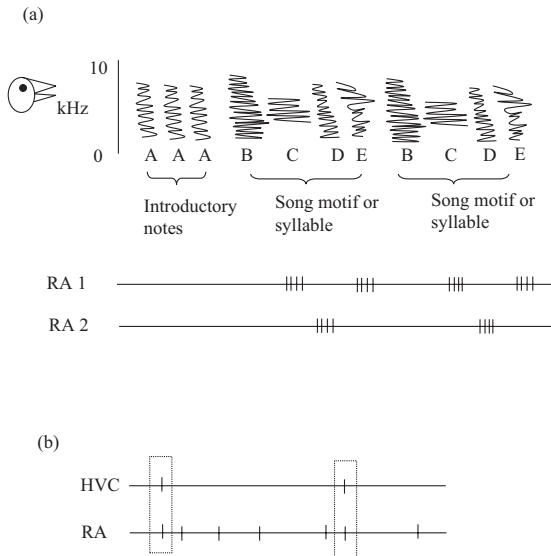 (a)
10
kHz
0
A A A B C D E B C D E
Introductory notes
Song motif or syllable
Song motif or syllable
RA 1
RA 2
(b)
HVC
RA